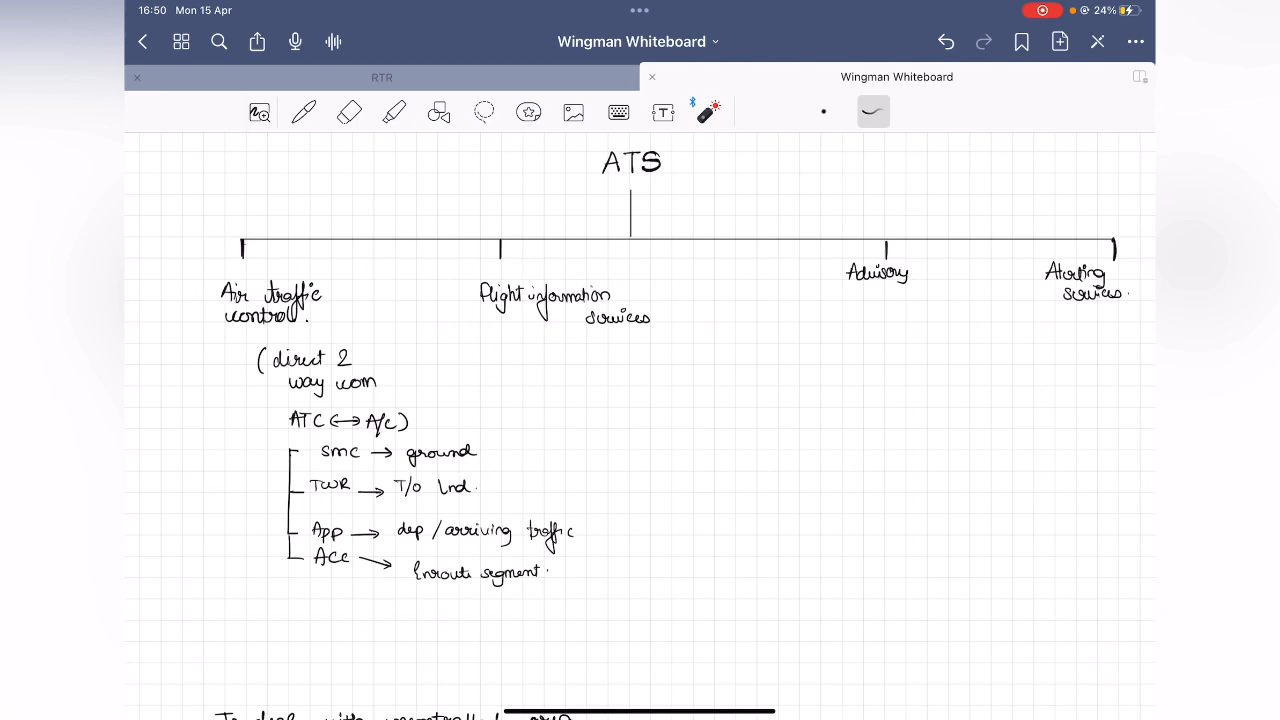 16:50 Mon 15 Apr
24%
Wingman Whiteboard
RTR
Wingman Whiteboard
ATS
Air traffic
control.
Flight information
services
Advisory
Alerting
services.
(direct 2
way com
ATC ↔ A/C)
SMC → ground
TWR → T/O Lnd.
App → dep/arriving traffic
ACC → Enroute segment.